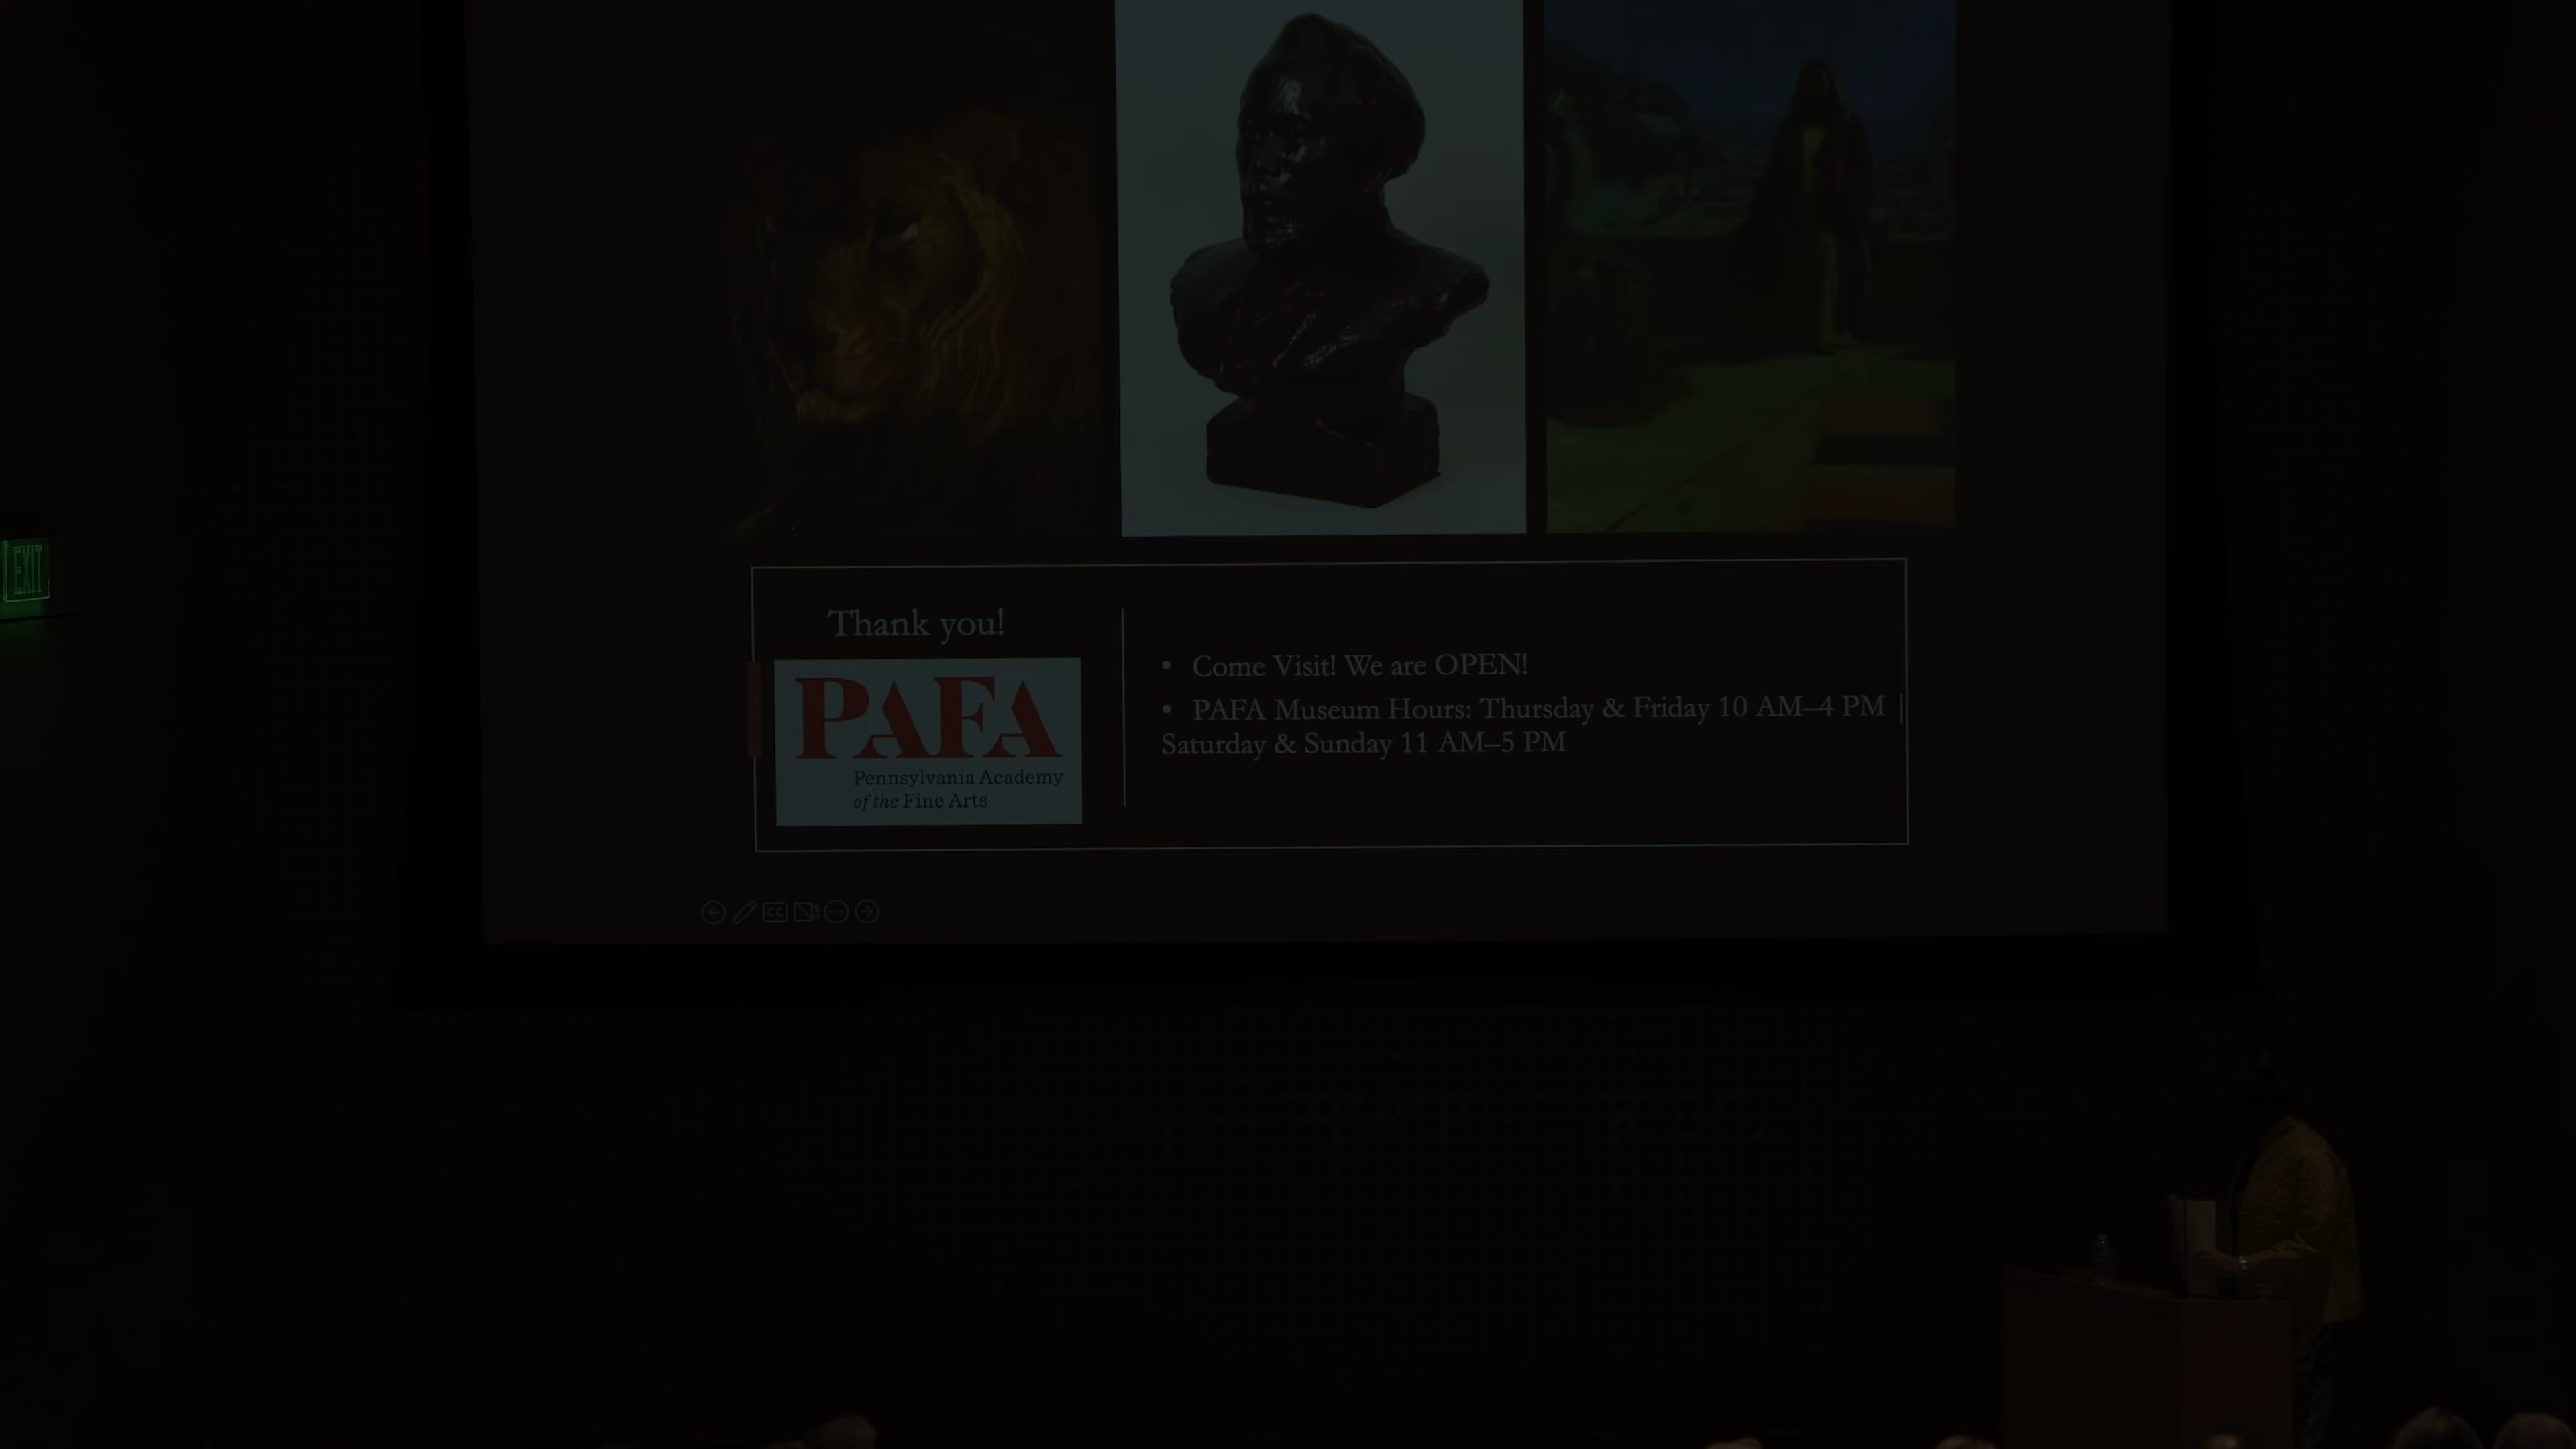 EXIT
Thank you!
PAFA
Pennsylvania Academy
of the Fine Arts
• Come Visit! We are OPEN!
• PAFA Museum Hours: Thursday & Friday 10 AM–4 PM |
Saturday & Sunday 11 AM–5 PM
CC